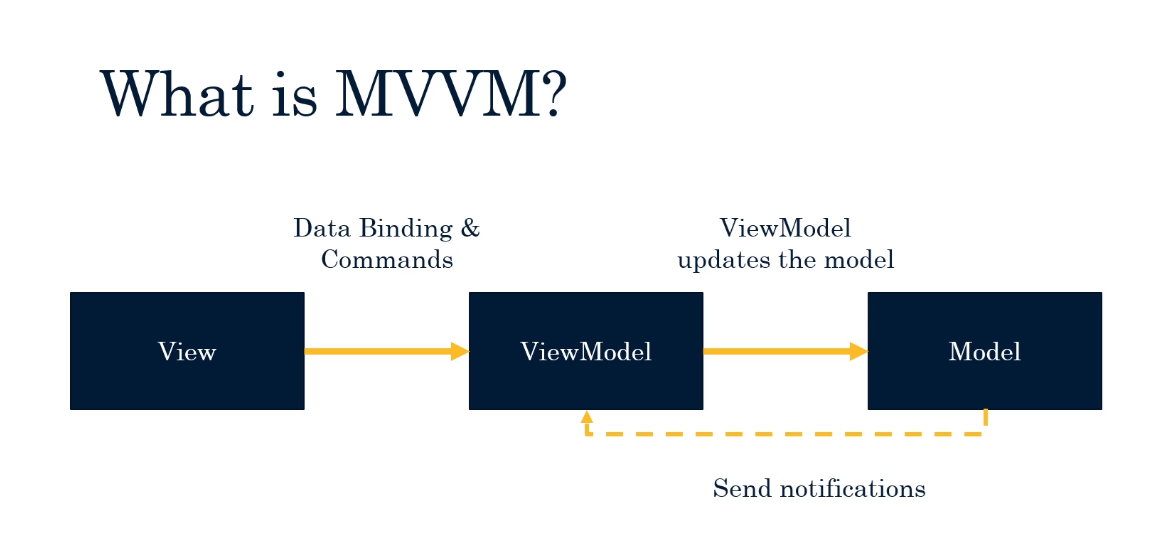 What is MVVM?
Data Binding &
Commands
ViewModel
updates the model
View
ViewModel
Model
Send notifications